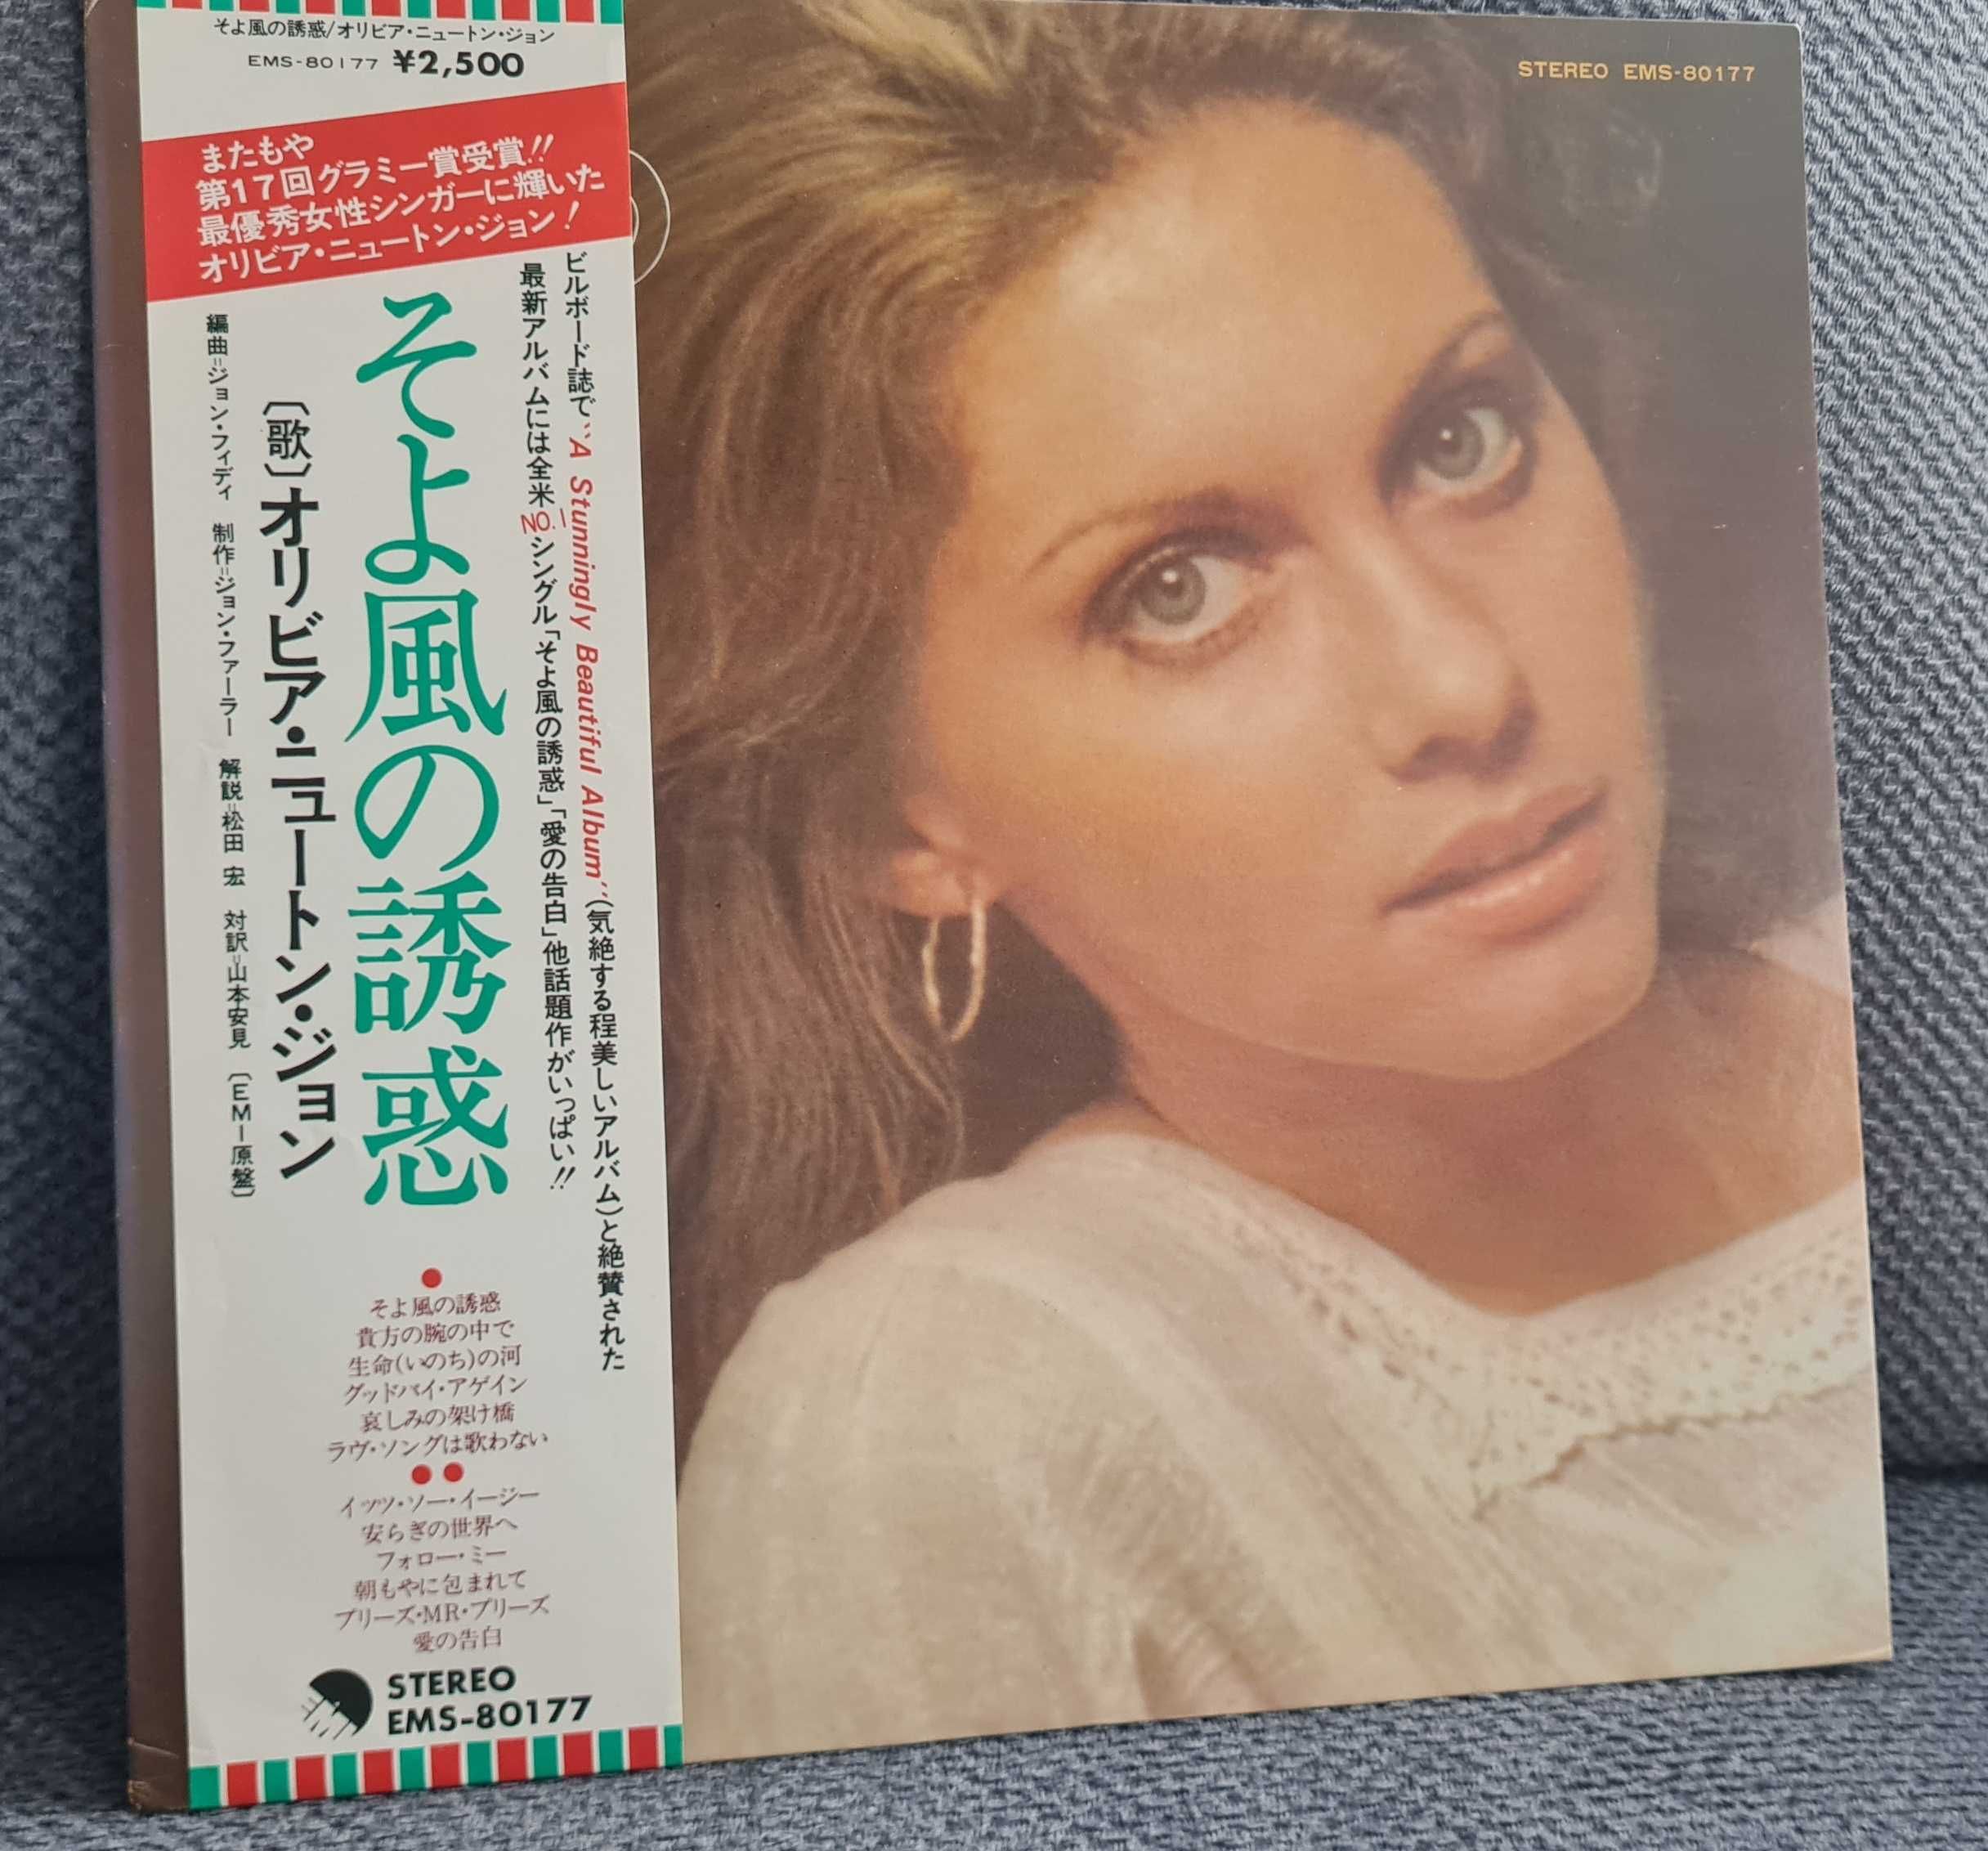 そよ風の誘惑/オリビア・ニュートン・ジョン
EMS-80177 ¥2,500
またもや
第17回グラミー賞受賞!!
最優秀女性シンガーに輝いた
オリビア・ニュートン・ジョン!
ビルボード誌で"A Stunningly Beautiful Album"(気絶する程美しいアルバム)と絶賛された
最新アルバムには全米NO.1シングル「そよ風の誘惑」「愛の告白」他話題作がいっぱい!!
そよ風の誘惑
〔歌〕オリビア・ニュートン・ジョン
編曲=ジョン・フィディ 制作=ジョン・ファーラー 解説=松田 宏 対訳=山本安見 〔EMI原盤〕
●
そよ風の誘惑
貴方の腕の中で
生命(いのち)の河
グッドバイ・アゲイン
哀しみの架け橋
ラヴ・ソングは歌わない
●●
イッツ・ソー・イージー
安らぎの世界へ
フォロー・ミー
朝もやに包まれて
プリーズ・MR・プリーズ
愛の告白
STEREO
EMS-80177
STEREO EMS-80177